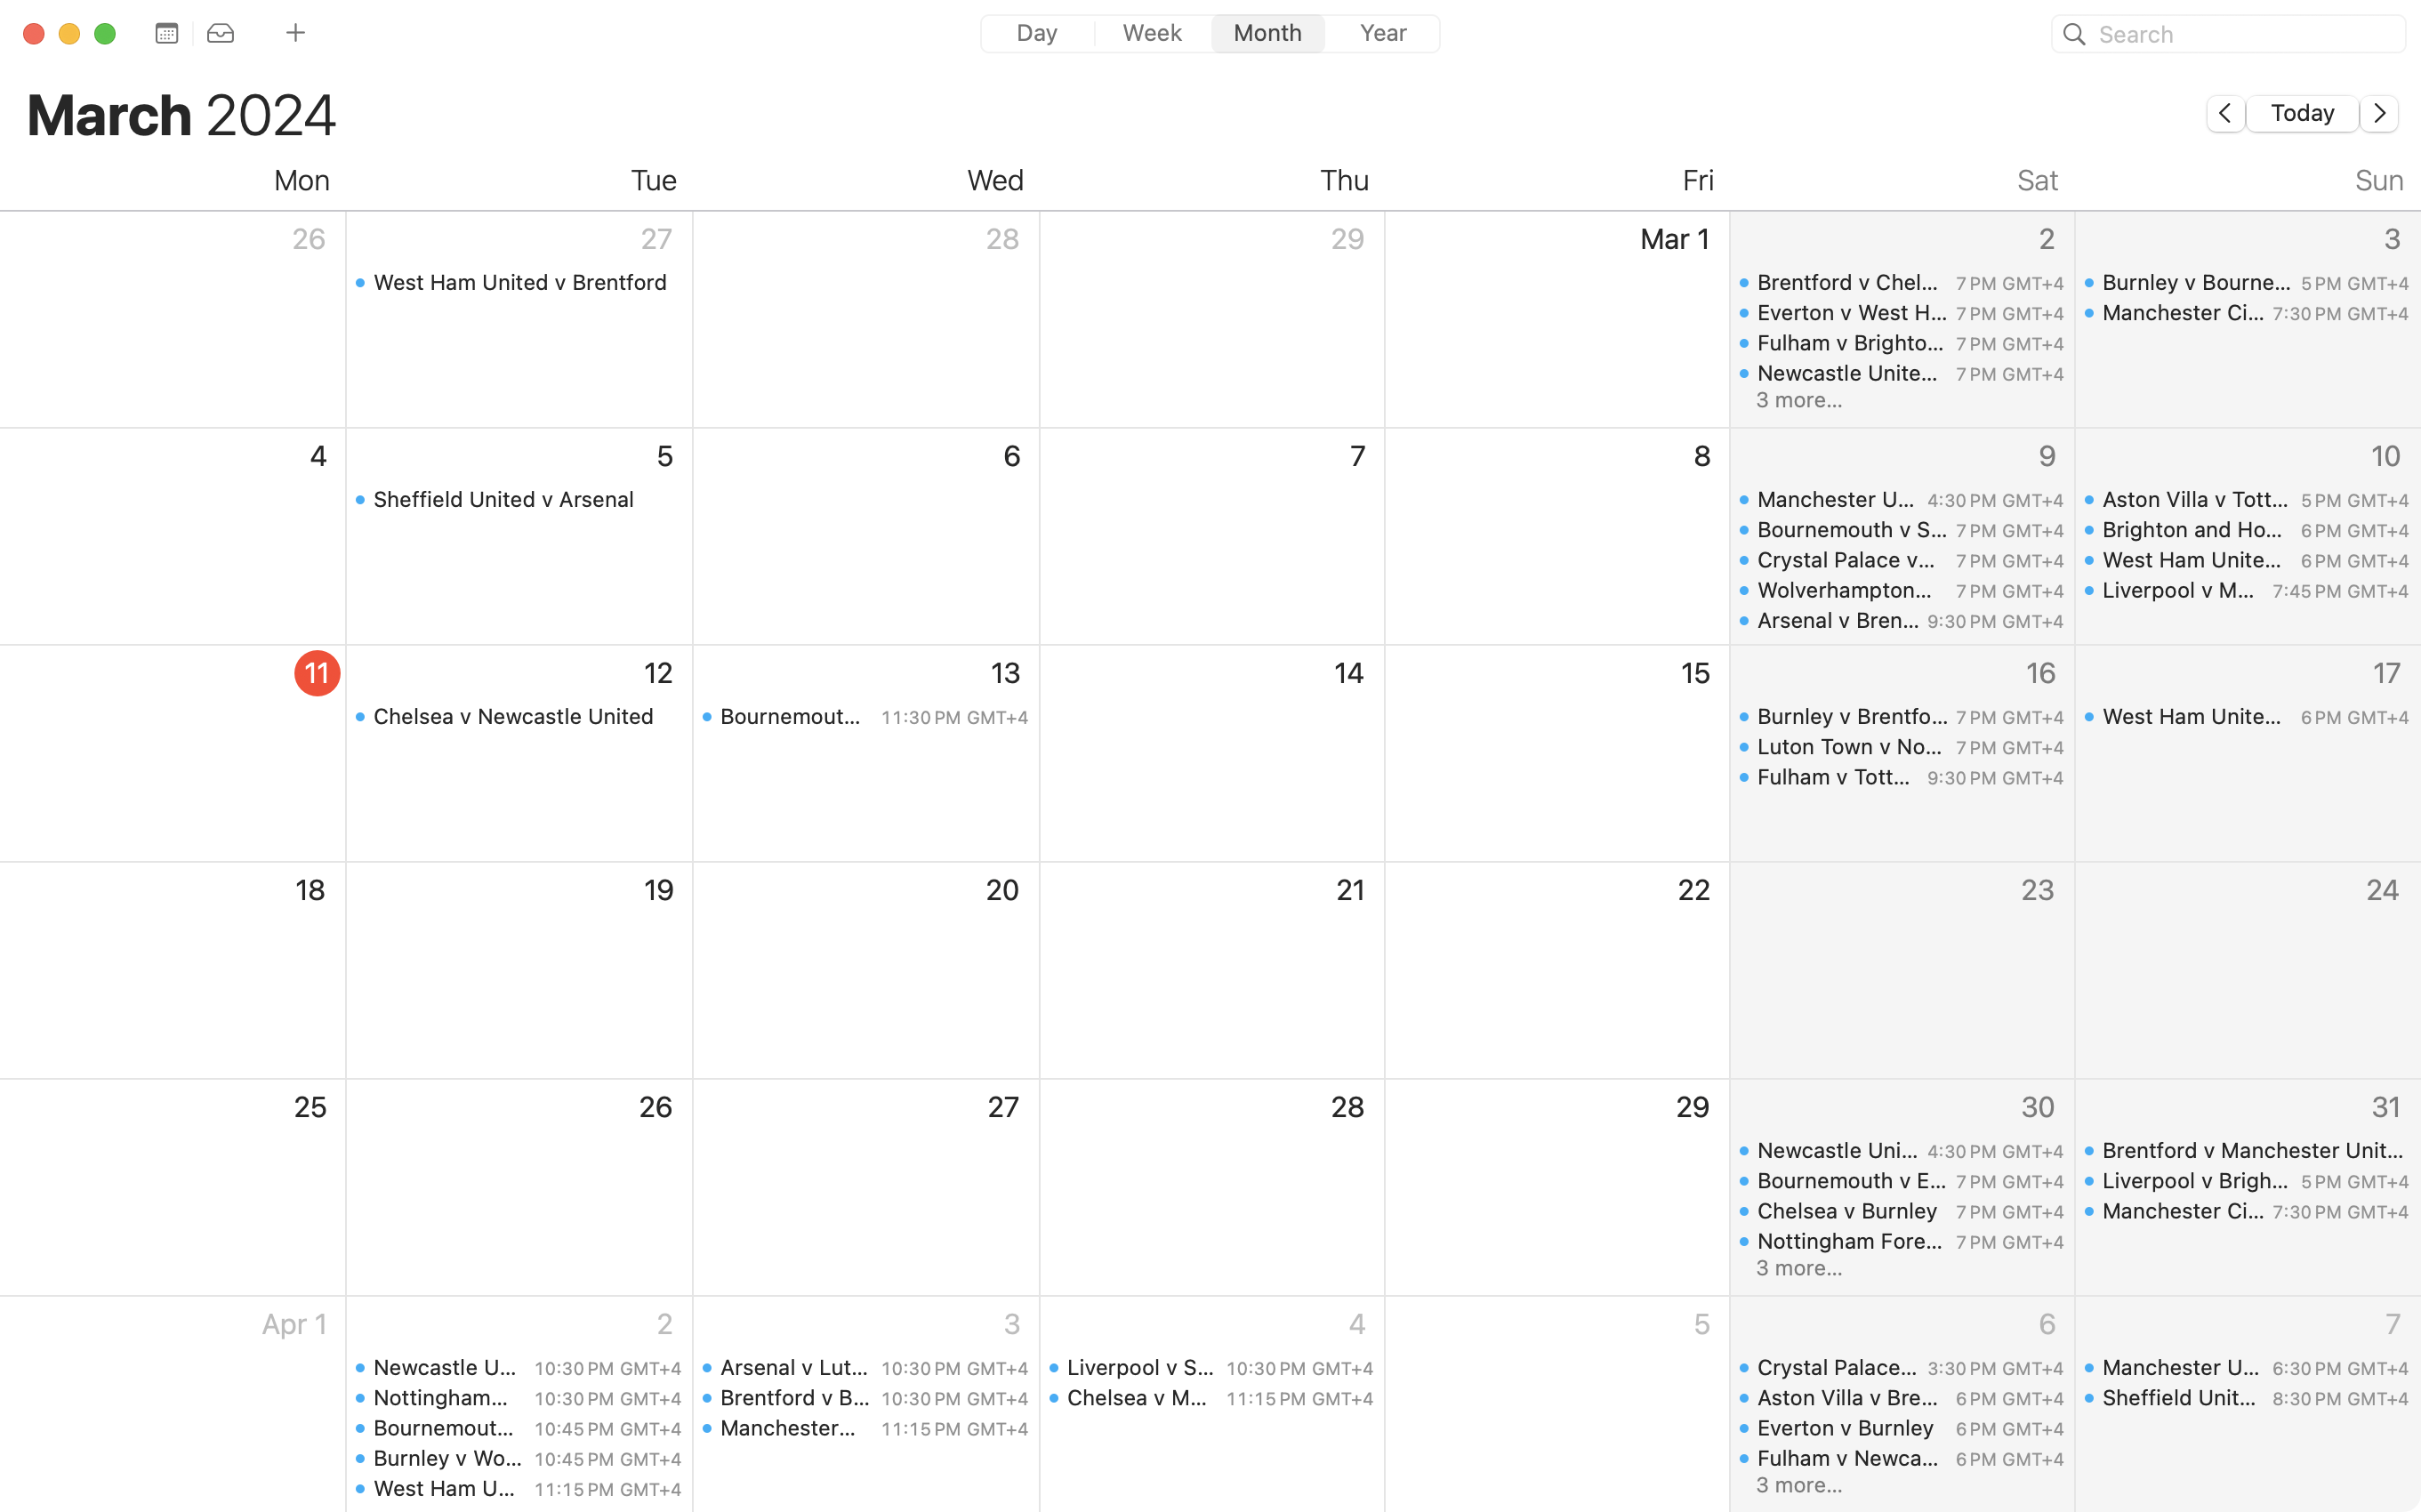 Day Week Month Year
Search
March 2024
Today
Mon Tue Wed Thu Fri Sat Sun
26 27 28 29 Mar 1 2 3
West Ham United v Brentford
Brentford v Chel... 7 PM GMT+4
Everton v West H... 7 PM GMT+4
Fulham v Brighto... 7 PM GMT+4
Newcastle Unite... 7 PM GMT+4
3 more...
Burnley v Bourne... 5 PM GMT+4
Manchester Ci... 7:30 PM GMT+4
4 5 6 7 8 9 10
Sheffield United v Arsenal
Manchester U... 4:30 PM GMT+4
Bournemouth v S... 7 PM GMT+4
Crystal Palace v... 7 PM GMT+4
Wolverhampton... 7 PM GMT+4
Arsenal v Bren... 9:30 PM GMT+4
Aston Villa v Tott... 5 PM GMT+4
Brighton and Ho... 6 PM GMT+4
West Ham Unite... 6 PM GMT+4
Liverpool v M... 7:45 PM GMT+4
11 12 13 14 15 16 17
Chelsea v Newcastle United
Bournemout... 11:30 PM GMT+4
Burnley v Brentfo... 7 PM GMT+4
Luton Town v No... 7 PM GMT+4
Fulham v Tott... 9:30 PM GMT+4
West Ham Unite... 6 PM GMT+4
18 19 20 21 22 23 24
25 26 27 28 29 30 31
Newcastle Uni... 4:30 PM GMT+4
Bournemouth v E... 7 PM GMT+4
Chelsea v Burnley 7 PM GMT+4
Nottingham Fore... 7 PM GMT+4
3 more...
Brentford v Manchester Unit...
Liverpool v Brigh... 5 PM GMT+4
Manchester Ci... 7:30 PM GMT+4
Apr 1 2 3 4 5 6 7
Newcastle U... 10:30 PM GMT+4
Nottingham... 10:30 PM GMT+4
Bournemout... 10:45 PM GMT+4
Burnley v Wo... 10:45 PM GMT+4
West Ham U... 11:15 PM GMT+4
Arsenal v Lut... 10:30 PM GMT+4
Brentford v B... 10:30 PM GMT+4
Manchester... 11:15 PM GMT+4
Liverpool v S... 10:30 PM GMT+4
Chelsea v M... 11:15 PM GMT+4
Crystal Palace... 3:30 PM GMT+4
Aston Villa v Bre... 6 PM GMT+4
Everton v Burnley 6 PM GMT+4
Fulham v Newca... 6 PM GMT+4
3 more...
Manchester U... 6:30 PM GMT+4
Sheffield Unit... 8:30 PM GMT+4